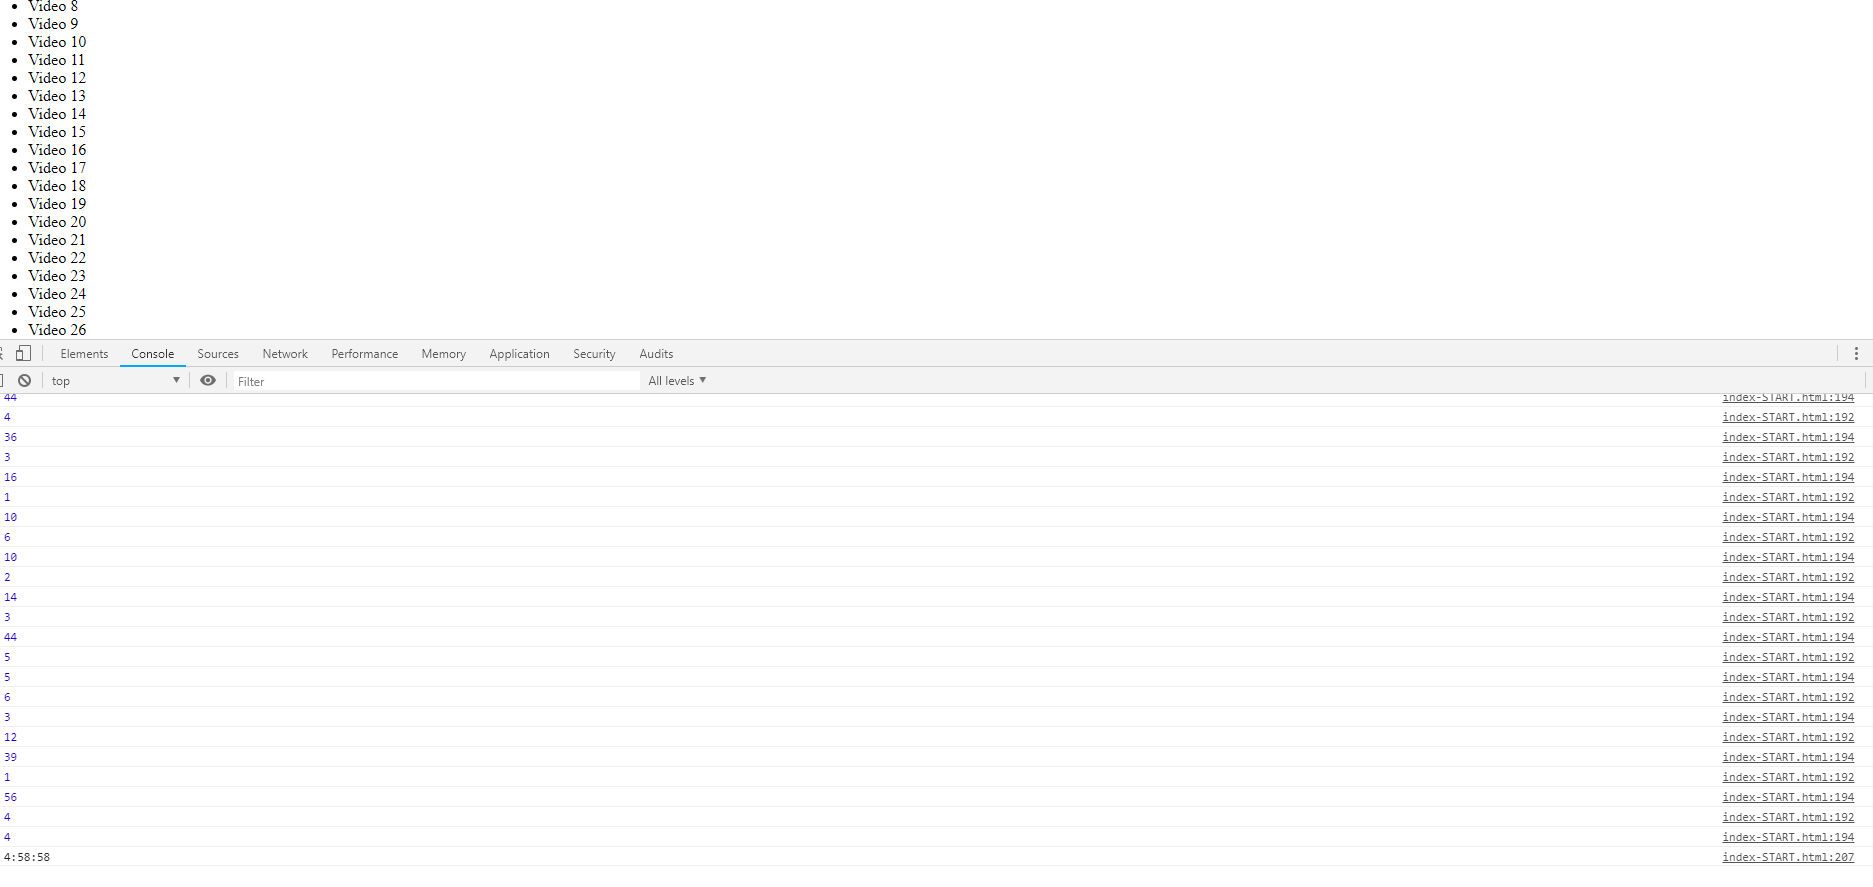 Video 8
Video 9
Video 10
Video 11
Video 12
Video 13
Video 14
Video 15
Video 16
Video 17
Video 18
Video 19
Video 20
Video 21
Video 22
Video 23
Video 24
Video 25
Video 26
Elements Console Sources Network Performance Memory Application Security Audits
top Filter All levels
44 index-START.html:194
4 index-START.html:192
36 index-START.html:194
3 index-START.html:192
16 index-START.html:194
1 index-START.html:192
10 index-START.html:194
6 index-START.html:192
10 index-START.html:194
2 index-START.html:192
14 index-START.html:194
3 index-START.html:192
44 index-START.html:194
5 index-START.html:192
5 index-START.html:194
6 index-START.html:192
3 index-START.html:194
12 index-START.html:192
39 index-START.html:194
1 index-START.html:192
56 index-START.html:194
4 index-START.html:192
4 index-START.html:194
4:58:58 index-START.html:207